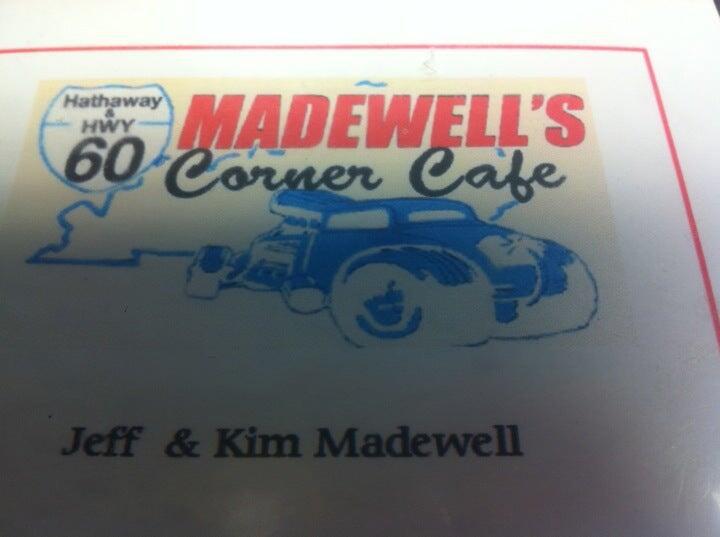 Hathaway
&
HWY
60
MADEWELL'S
Corner Cafe
Jeff & Kim Madewell